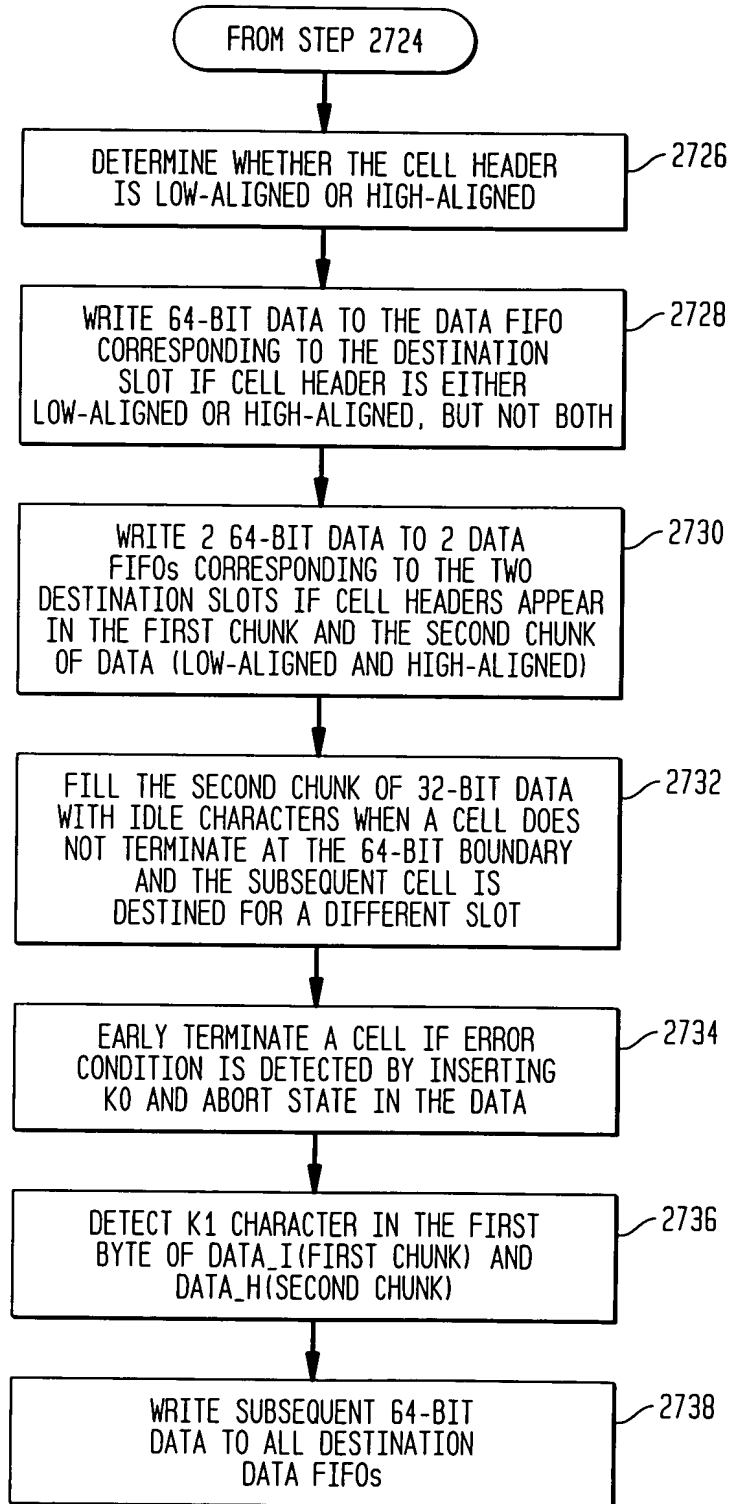 FROM STEP 2724
DETERMINE WHETHER THE CELL HEADER
IS LOW-ALIGNED OR HIGH-ALIGNED
2726
WRITE 64-BIT DATA TO THE DATA FIFO
CORRESPONDING TO THE DESTINATION
SLOT IF CELL HEADER IS EITHER
LOW-ALIGNED OR HIGH-ALIGNED, BUT NOT BOTH
2728
WRITE 2 64-BIT DATA TO 2 DATA
FIFOs CORRESPONDING TO THE TWO
DESTINATION SLOTS IF CELL HEADERS APPEAR
IN THE FIRST CHUNK AND THE SECOND CHUNK
OF DATA (LOW-ALIGNED AND HIGH-ALIGNED)
2730
FILL THE SECOND CHUNK OF 32-BIT DATA
WITH IDLE CHARACTERS WHEN A CELL DOES
NOT TERMINATE AT THE 64-BIT BOUNDARY
AND THE SUBSEQUENT CELL IS
DESTINED FOR A DIFFERENT SLOT
2732
EARLY TERMINATE A CELL IF ERROR
CONDITION IS DETECTED BY INSERTING
K0 AND ABORT STATE IN THE DATA
2734
DETECT K1 CHARACTER IN THE FIRST
BYTE OF DATA_I(FIRST CHUNK) AND
DATA_H(SECOND CHUNK)
2736
WRITE SUBSEQUENT 64-BIT
DATA TO ALL DESTINATION
DATA FIFOs
2738